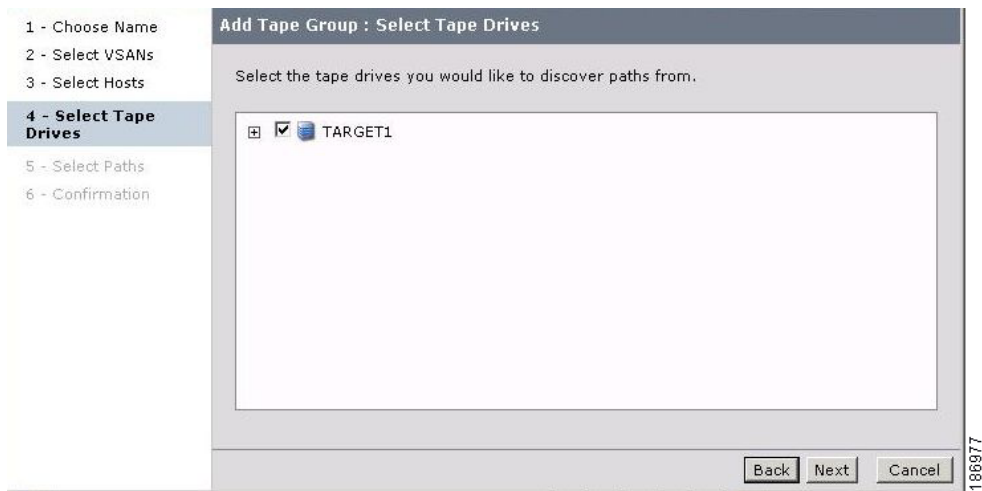 1 - Choose Name
2 - Select VSANs
3 - Select Hosts
4 - Select Tape
Drives
5 - Select Paths
6 - Confirmation
Add Tape Group : Select Tape Drives
Select the tape drives you would like to discover paths from.
TARGET1
Back Next Cancel
186977